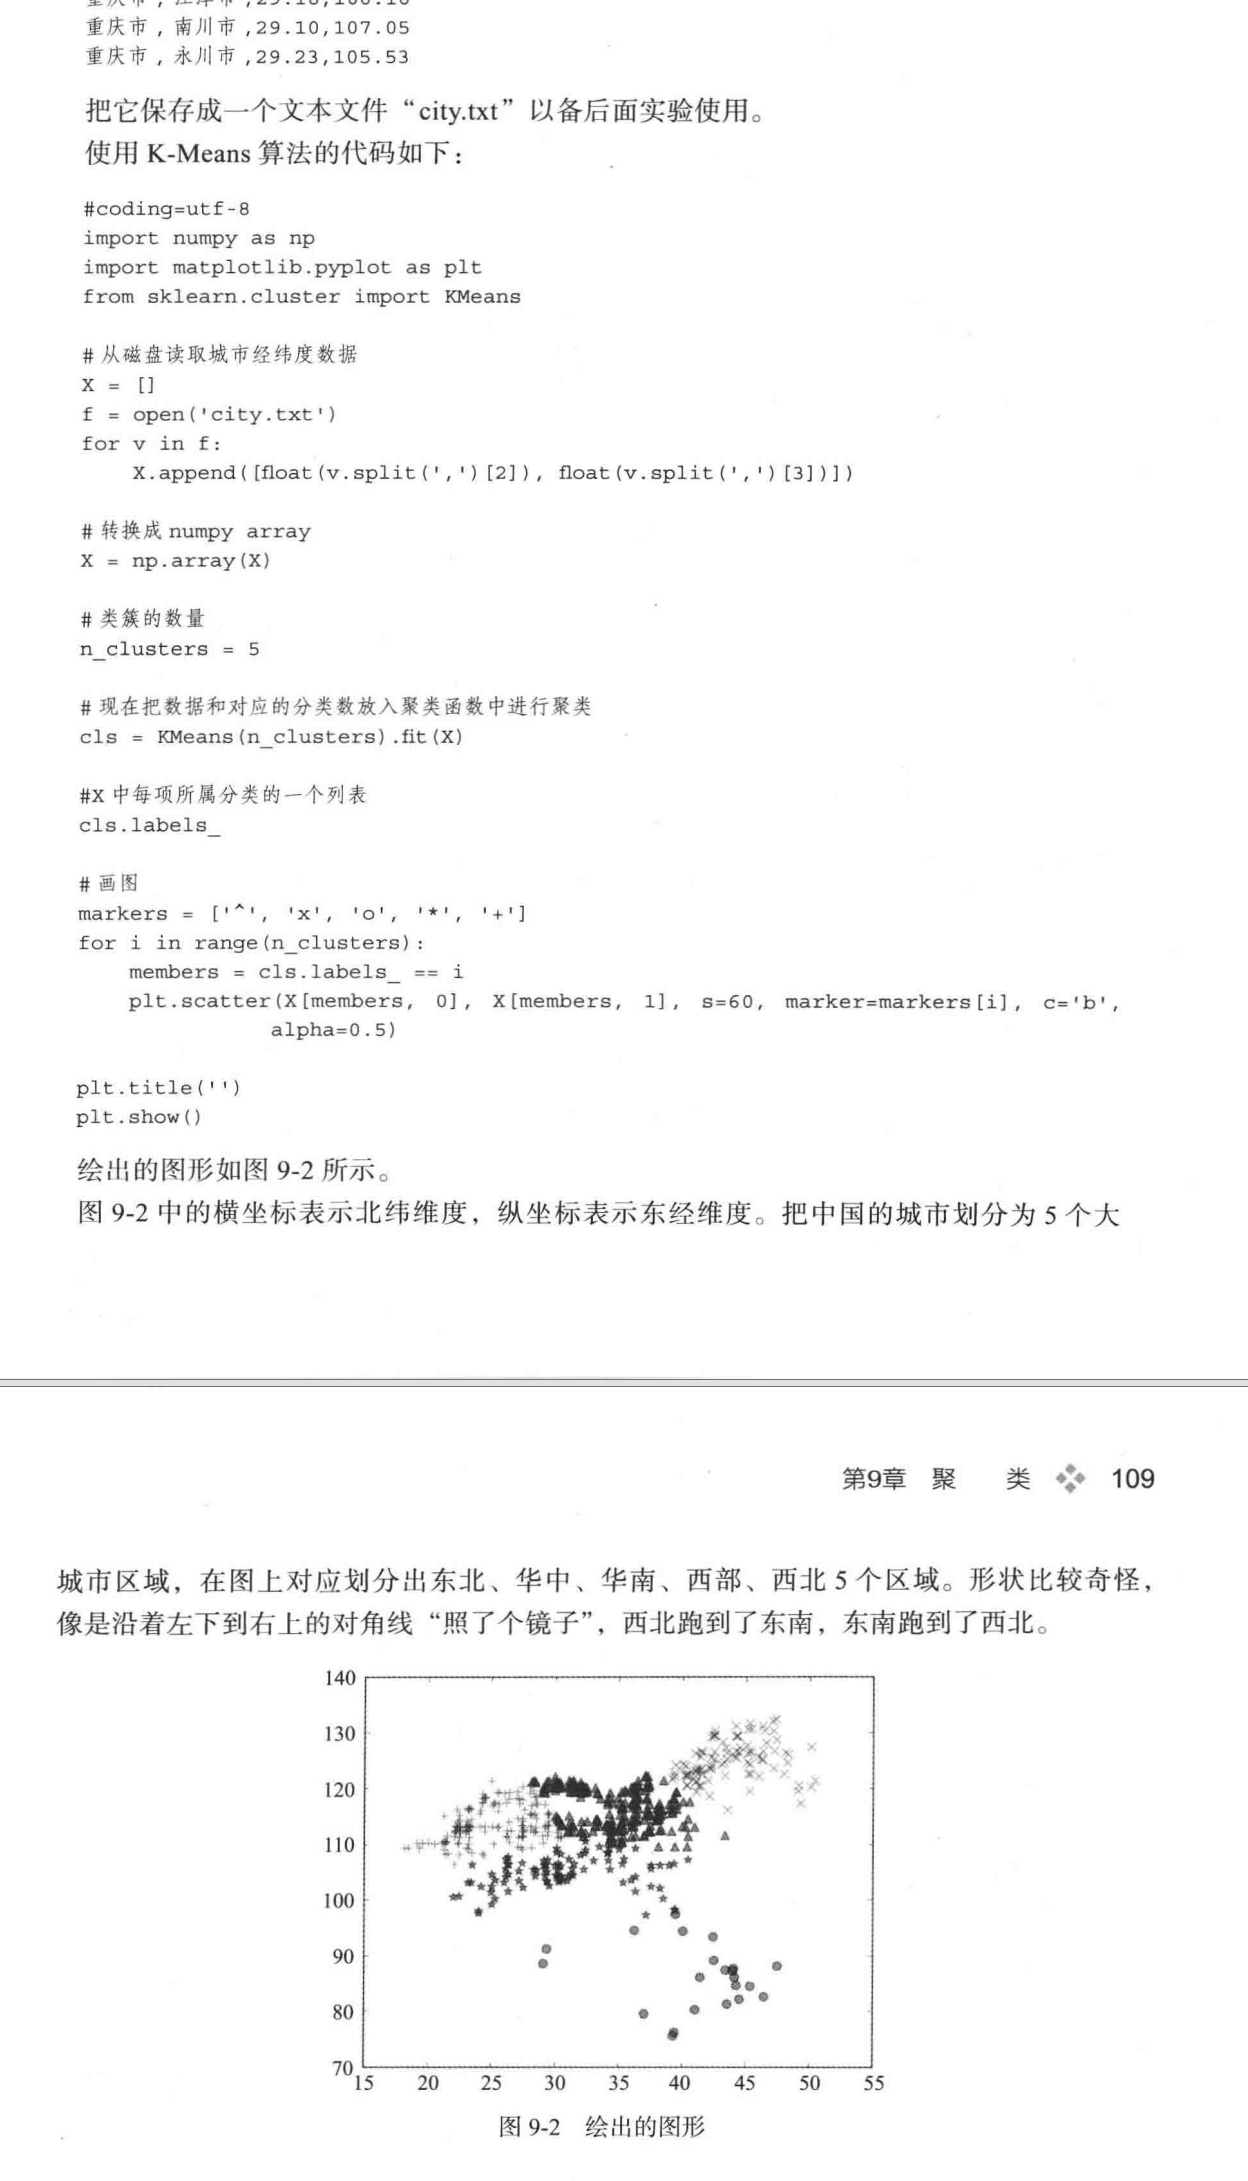 重庆市，江津市,29.18,106.16
重庆市，南川市,29.10,107.05
重庆市，永川市,29.23,105.53
把它保存成一个文本文件“city.txt”以备后面实验使用。
使用 K-Means 算法的代码如下：
#coding=utf-8
import numpy as np
import matplotlib.pyplot as plt
from sklearn.cluster import KMeans
# 从磁盘读取城市经纬度数据
X = []
f = open('city.txt')
for v in f:
    X.append([float(v.split(',')[2]), float(v.split(',')[3])])
# 转换成 numpy array
X = np.array(X)
# 类簇的数量
n_clusters = 5
# 现在把数据和对应的分类数放入聚类函数中进行聚类
cls = KMeans(n_clusters).fit(X)
#X 中每项所属分类的一个列表
cls.labels_
# 画图
markers = ['^', 'x', 'o', '*', '+']
for i in range(n_clusters):
    members = cls.labels_ == i
    plt.scatter(X[members, 0], X[members, 1], s=60, marker=markers[i], c='b',
            alpha=0.5)
plt.title('')
plt.show()
绘出的图形如图 9-2 所示。
图 9-2 中的横坐标表示北纬维度，纵坐标表示东经维度。把中国的城市划分为 5 个大
第9章 聚 类 109
城市区域，在图上对应划分出东北、华中、华南、西部、西北 5 个区域。形状比较奇怪，
像是沿着左下到右上的对角线“照了个镜子”，西北跑到了东南，东南跑到了西北。
140
130
120
110
100
90
80
70
15 20 25 30 35 40 45 50 55
图 9-2 绘出的图形